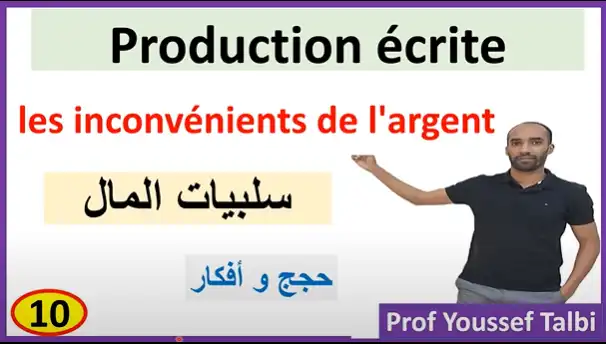 Production écrite
les inconvénients de l'argent
سلبيات المال
حجج و أفكار
10
Prof Youssef Talbi